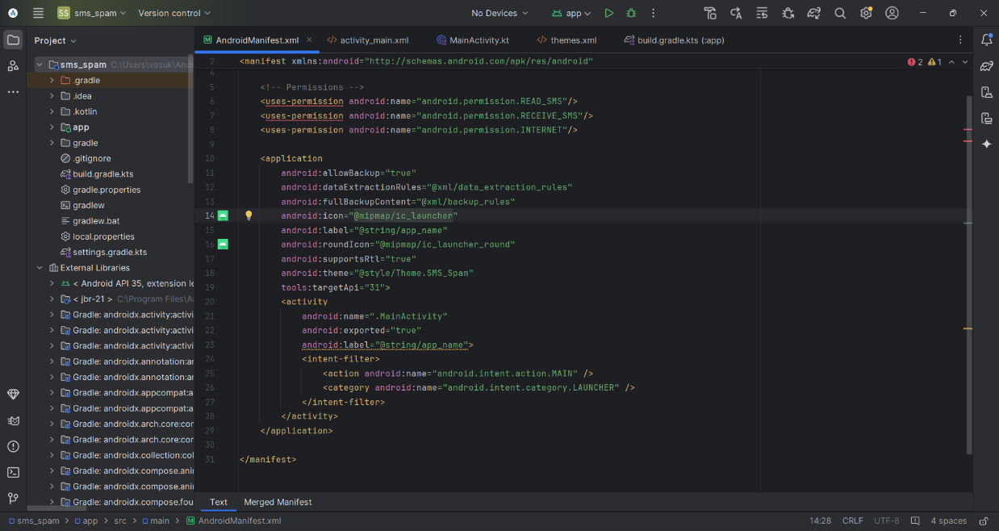 SS sms_spam Version control No Devices app
Project
AndroidManifest.xml activity_main.xml MainActivity.kt themes.xml build.gradle.kts (:app)
sms_spam C:\Users\vasuk\And
.gradle
.idea
.kotlin
app
gradle
.gitignore
build.gradle.kts
gradle.properties
gradlew
gradlew.bat
local.properties
settings.gradle.kts
External Libraries
< Android API 35, extension le
< jbr-21 > C:\Program Files\A
Gradle: androidx.activity:activi
Gradle: androidx.activity:activi
Gradle: androidx.activity:activi
Gradle: androidx.annotation:ar
Gradle: androidx.annotation:ar
Gradle: androidx.appcompat:a
Gradle: androidx.appcompat:a
Gradle: androidx.arch.core:cor
Gradle: androidx.arch.core:cor
Gradle: androidx.collection:col
Gradle: androidx.compose.anin
Gradle: androidx.compose.anin
Gradle: androidx.compose.fou
2 <manifest xmlns:android="http://schemas.android.com/apk/res/android" 2 1
4
5 <!-- Permissions -->
6 <uses-permission android:name="android.permission.READ_SMS"/>
7 <uses-permission android:name="android.permission.RECEIVE_SMS"/>
8 <uses-permission android:name="android.permission.INTERNET"/>
9
10 <application
11 android:allowBackup="true"
12 android:dataExtractionRules="@xml/data_extraction_rules"
13 android:fullBackupContent="@xml/backup_rules"
14 android:icon="@mipmap/ic_launcher"
15 android:label="@string/app_name"
16 android:roundIcon="@mipmap/ic_launcher_round"
17 android:supportsRtl="true"
18 android:theme="@style/Theme.SMS_Spam"
19 tools:targetApi="31">
20 <activity
21 android:name=".MainActivity"
22 android:exported="true"
23 android:label="@string/app_name">
24 <intent-filter>
25 <action android:name="android.intent.action.MAIN" />
26 <category android:name="android.intent.category.LAUNCHER" />
27 </intent-filter>
28 </activity>
29 </application>
30
31 </manifest>
Text Merged Manifest
sms_spam > app > src > main > AndroidManifest.xml 14:28 CRLF UTF-8 4 spaces